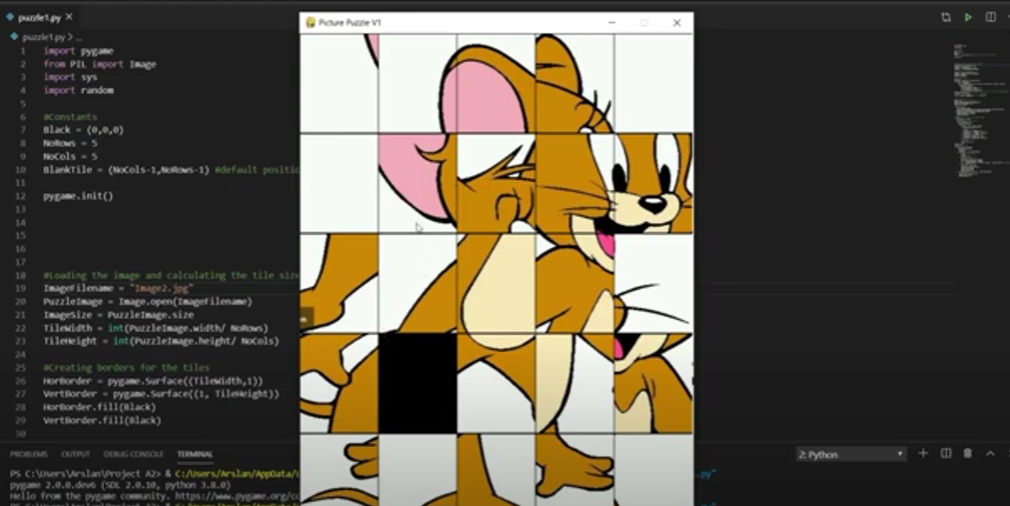 puzzle1.py
Picture Puzzle V1
puzzle1.py > ...
1 import pygame
2 from PIL import Image
3 import sys
4 import random
5
6 #Constants
7 Black = (0,0,0)
8 NoRows = 5
9 NoCols = 5
10 BlankTile = (NoCols-1,NoRows-1) #default positio
11
12 pygame.init()
13
14
15
16
17
18 #Loading the image and calculating the tile size
19 ImageFilename = "Image2.jpg"
20 PuzzleImage = Image.open(ImageFilename)
21 ImageSize = PuzzleImage.size
22 TileWidth = int(PuzzleImage.width/ NoRows)
23 TileHeight = int(PuzzleImage.height/ NoCols)
24
25 #Creating borders for the tiles
26 HorBorder = pygame.Surface((TileWidth,1))
27 VertBorder = pygame.Surface((1, TileHeight))
28 HorBorder.fill(Black)
29 VertBorder.fill(Black)
30
PROBLEMS OUTPUT DEBUG CONSOLE TERMINAL 2: Python
PS C:\Users\Arslan\Project A2> & C:/Users/Arslan/AppData/ .py"
pygame 2.0.0.dev6 (SDL 2.0.10, python 3.8.0)
Hello from the pygame community. https://www.pygame.org/co